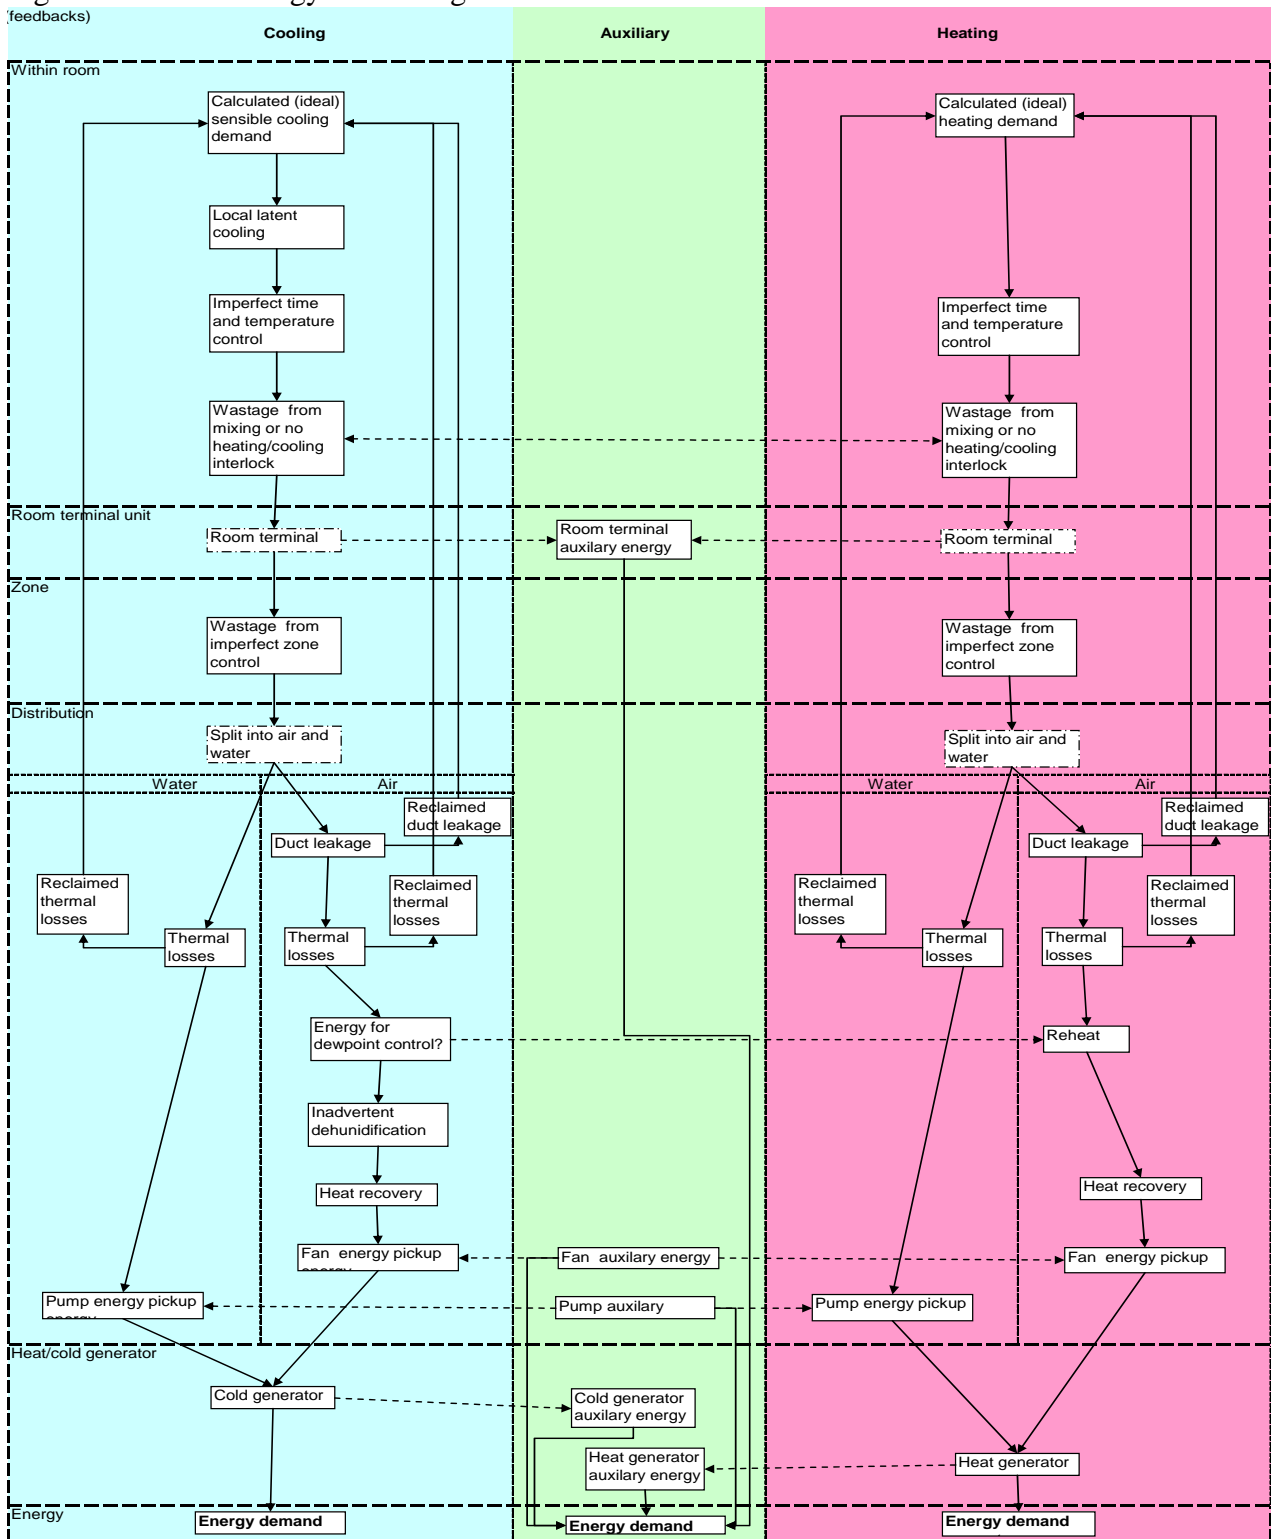 (feedbacks)
Cooling
Auxiliary
Heating
Within room
Calculated (ideal)
sensible cooling
demand
Calculated (ideal)
heating demand
Local latent
cooling
Imperfect time
and temperature
control
Imperfect time
and temperature
control
Wastage from
mixing or no
heating/cooling
interlock
Wastage from
mixing or no
heating/cooling
interlock
Room terminal unit
Room terminal
Room terminal
auxilary energy
Room terminal
Zone
Wastage from
imperfect zone
control
Wastage from
imperfect zone
control
Distribution
Split into air and
water
Split into air and
water
Water
Air
Water
Air
Reclaimed
duct leakage
Reclaimed
duct leakage
Duct leakage
Duct leakage
Reclaimed
thermal
losses
Reclaimed
thermal
losses
Reclaimed
thermal
losses
Reclaimed
thermal
losses
Thermal
losses
Thermal
losses
Thermal
losses
Thermal
losses
Energy for
dewpoint control?
Reheat
Inadvertent
dehunidification
Heat recovery
Heat recovery
Fan energy pickup
energy
Fan auxilary energy
Fan energy pickup
Pump energy pickup
energy
Pump auxilary
Pump energy pickup
Heat/cold generator
Cold generator
Cold generator
auxilary energy
Heat generator
auxilary energy
Heat generator
Energy
Energy demand
Energy demand
Energy demand